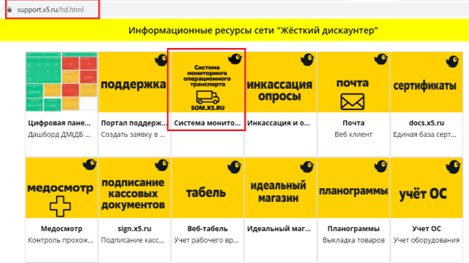 support.x5.ru/hd.html
Информационные ресурсы сети "Жёсткий дискаунтер"
поддержка
Система
мониторинга
операционного
транспорта
SOM.X5.RU
инкассация
опросы
почта
сертификаты
Цифровая пане...
Портал поддерж...
Система монито...
Инкассация и о...
Почта
docs.x5.ru
Дашборд ДМ(ДБ ...
Создать заявку в ...
Веб клиент
Единая база серт...
медосмотр
подписание
кассовых
документов
табель
идеальный
магазин
планограммы
учёт ОС
Медосмотр
sign.x5.ru
Веб-табель
Идеальный маг...
Планограммы
Учет ОС
Контроль прохож...
Подписание касс...
Учет рабочего вр...
Выкладка товаров
Учет оборудования